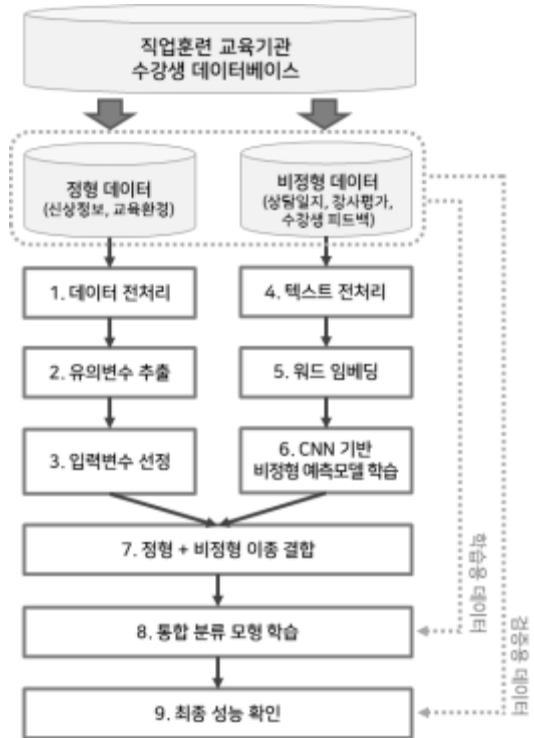 직업훈련 교육기관
수강생 데이터베이스
정형 데이터
(신상정보, 교육환경)
비정형 데이터
(상담일지, 강사평가,
수강생 피드백)
1. 데이터 전처리
4. 텍스트 전처리
2. 유의변수 추출
5. 워드 임베딩
3. 입력변수 선정
6. CNN 기반
비정형 예측모델 학습
7. 정형 + 비정형 이종 결합
학습용 데이터
검증용 데이터
8. 통합 분류 모형 학습
9. 최종 성능 확인